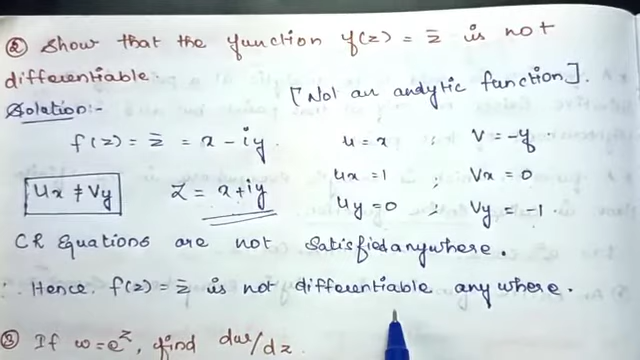 ② Show that the function f(z) = z̄ is not
differentiable
[Not an analytic function].
Solution:-
f(z) = z̄ = x - iy. u = x ; V = -y.
Ux ≠ Vy z = x+iy ux = 1 ; Vx = 0
uy = 0 ; Vy = -1.
CR Equations are not satisfied anywhere.
∴ Hence f(z) = z̄ is not differentiable any where.
③ If w = e^z, find dw/dz.